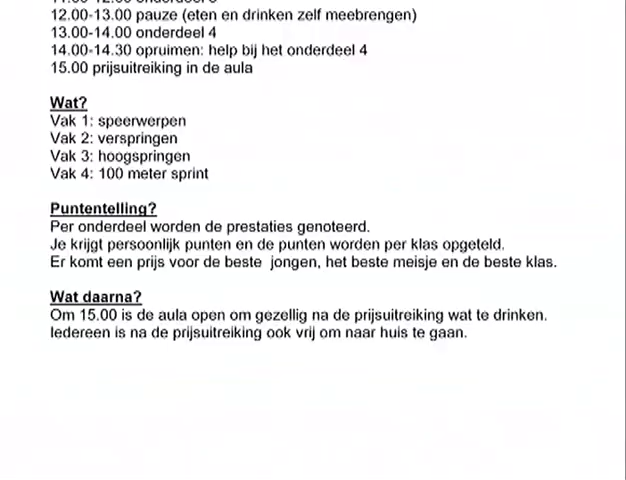 12.00-13.00 pauze (eten en drinken zelf meebrengen)
13.00-14.00 onderdeel 4
14.00-14.30 opruimen: help bij het onderdeel 4
15.00 prijsuitreiking in de aula
Wat?
Vak 1: speerwerpen
Vak 2: verspringen
Vak 3: hoogspringen
Vak 4: 100 meter sprint
Puntentelling?
Per onderdeel worden de prestaties genoteerd.
Je krijgt persoonlijk punten en de punten worden per klas opgeteld.
Er komt een prijs voor de beste jongen, het beste meisje en de beste klas.
Wat daarna?
Om 15.00 is de aula open om gezellig na de prijsuitreiking wat te drinken.
Iedereen is na de prijsuitreiking ook vrij om naar huis te gaan.